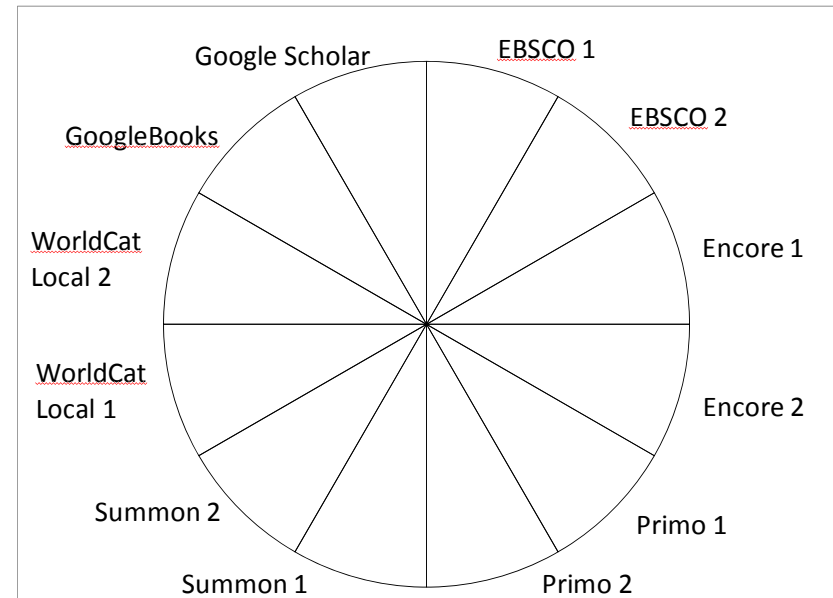 Google Scholar
EBSCO 1
EBSCO 2
GoogleBooks
WorldCat
Local 2
Encore 1
WorldCat
Local 1
Encore 2
Summon 2
Primo 1
Summon 1
Primo 2